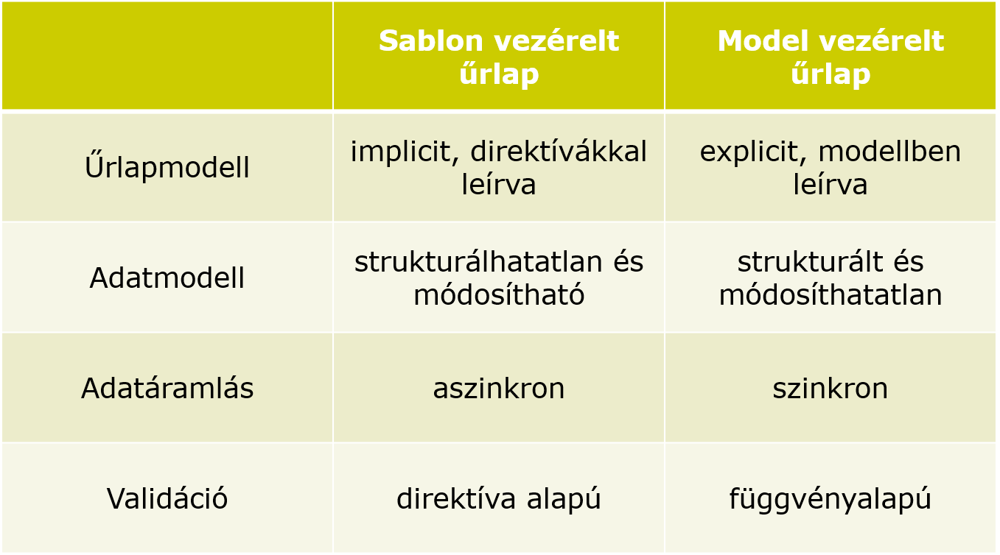 Sablon vezérelt
űrlap
Model vezérelt
űrlap
Űrlapmodell
implicit, direktívákkal
leírva
explicit, modellben
leírva
Adatmodell
strukturálhatatlan és
módosítható
strukturált és
módosíthatatlan
Adatáramlás
aszinkron
szinkron
Validáció
direktíva alapú
függvényalapú